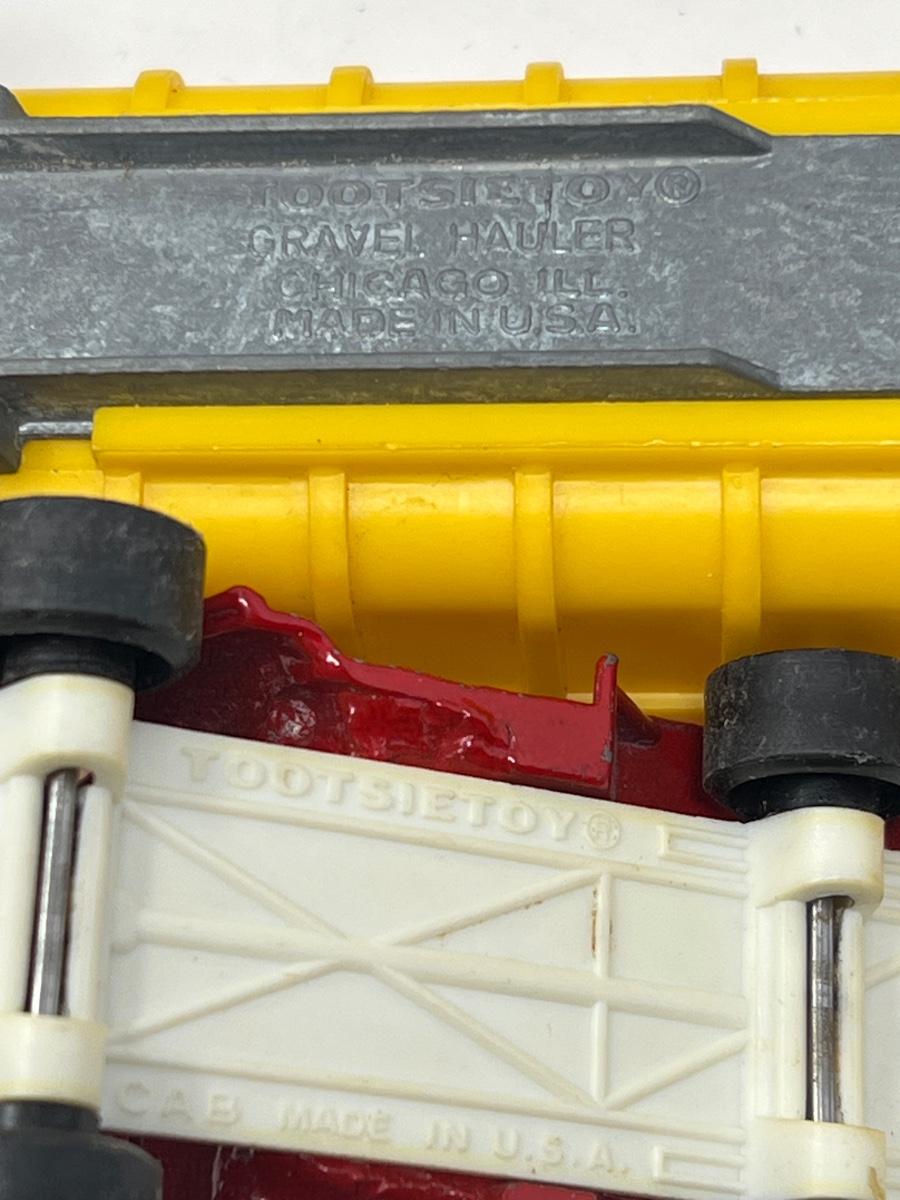 TOOTSIETOY®
GRAVEL HAULER
CHICAGO ILL.
MADE IN U.S.A.
TOOTSIETOY®
CAB MADE IN U.S.A.